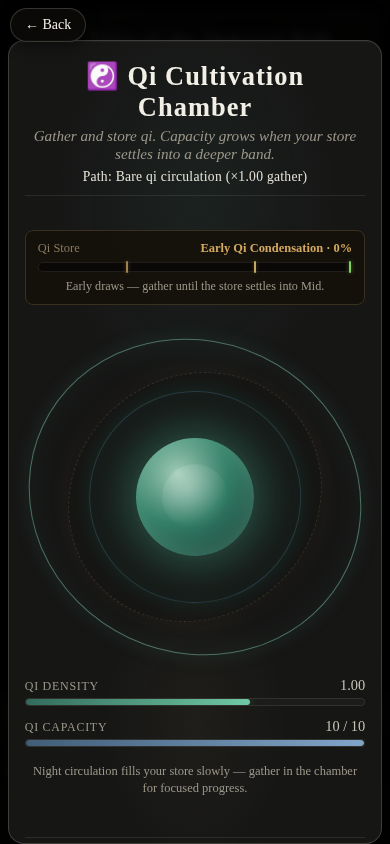 ← Back
☯️ Qi Cultivation
Chamber
Gather and store qi. Capacity grows when your store
settles into a deeper band.
Path: Bare qi circulation (×1.00 gather)
Qi Store
Early Qi Condensation · 0%
Early draws — gather until the store settles into Mid.
QI DENSITY
1.00
QI CAPACITY
10 / 10
Night circulation fills your store slowly — gather in the chamber
for focused progress.